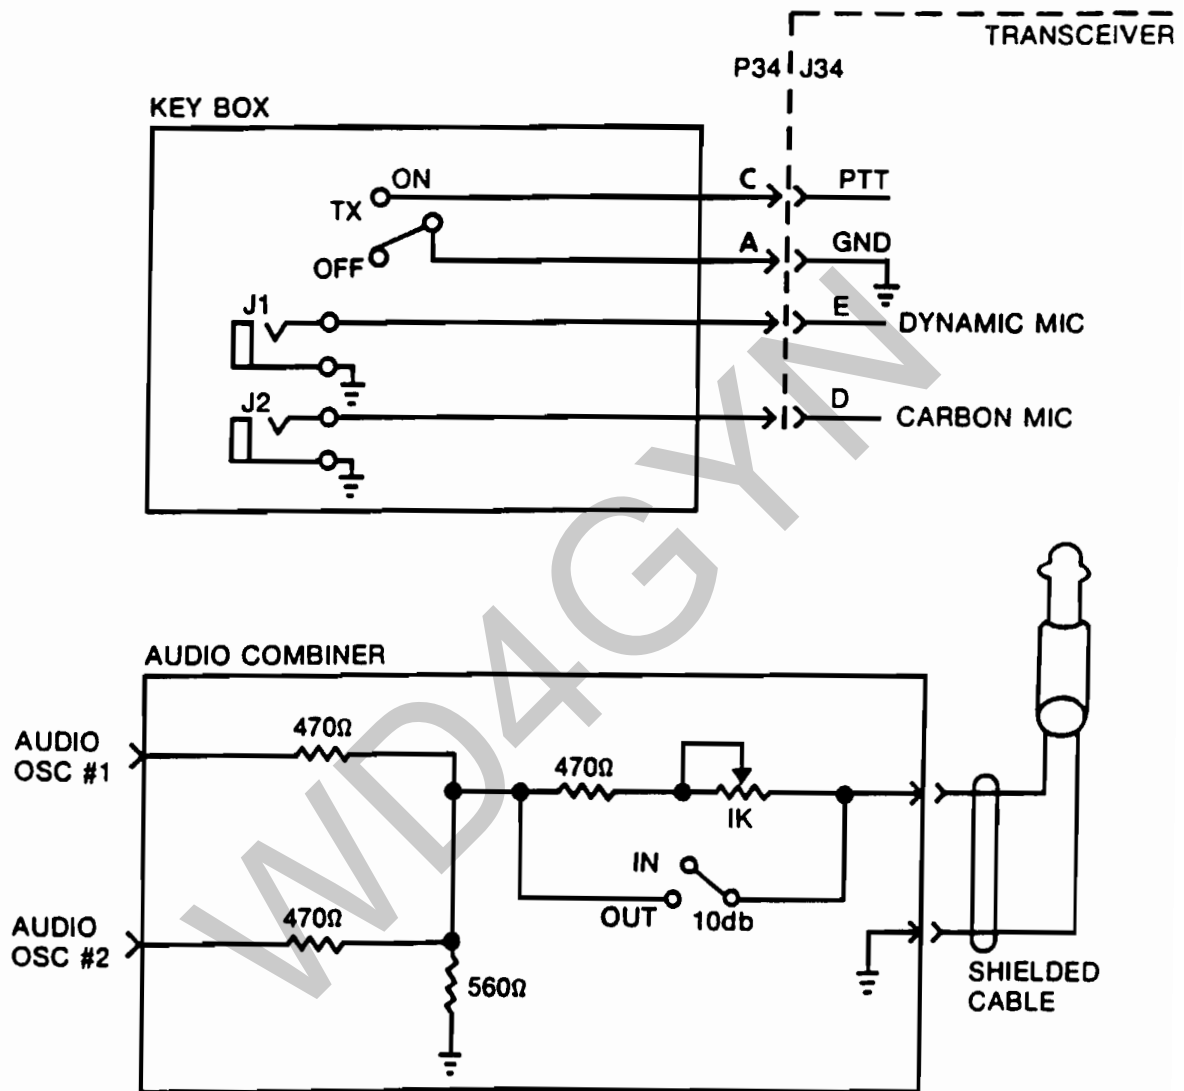 TRANSCEIVER
P34 J34
KEY BOX
ON
TX
OFF
C PTT
A GND
J1
E DYNAMIC MIC
J2
D CARBON MIC
WD4GYN
AUDIO COMBINER
AUDIO
OSC #1
470Ω
470Ω
1K
IN
OUT
10db
AUDIO
OSC #2
470Ω
560Ω
SHIELDED
CABLE